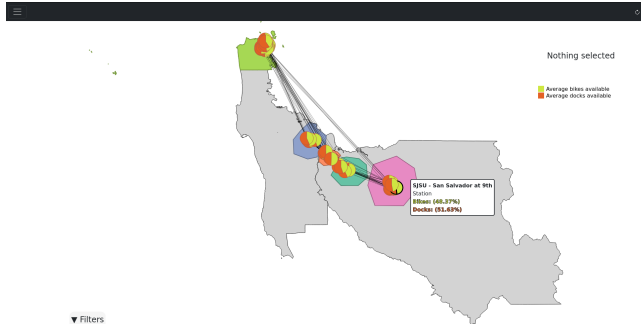 Nothing selected
Average bikes available
Average docks available
SJSU - San Salvador at 9th
Station
Bikes: (48.37%)
Docks: (51.63%)
▼ Filters